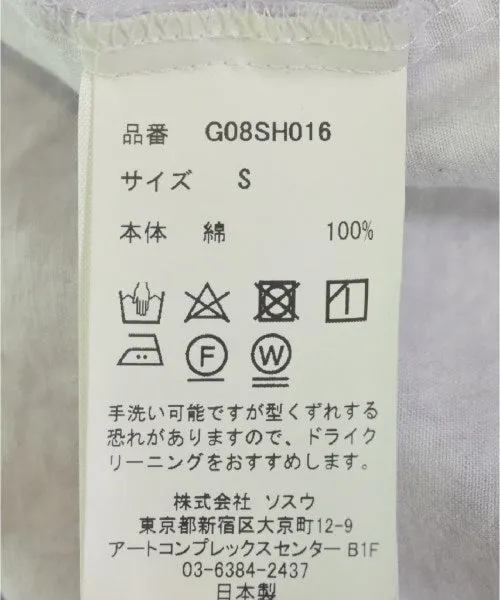 品番 G08SH016
サイズ S
本体 綿 100%
F W
手洗い可能ですが型くずれする
恐れがありますので、ドライク
リーニングをおすすめします。
株式会社 ソスウ
東京都新宿区大京町12-9
アートコンプレックスセンター B1F
03-6384-2437
日本製